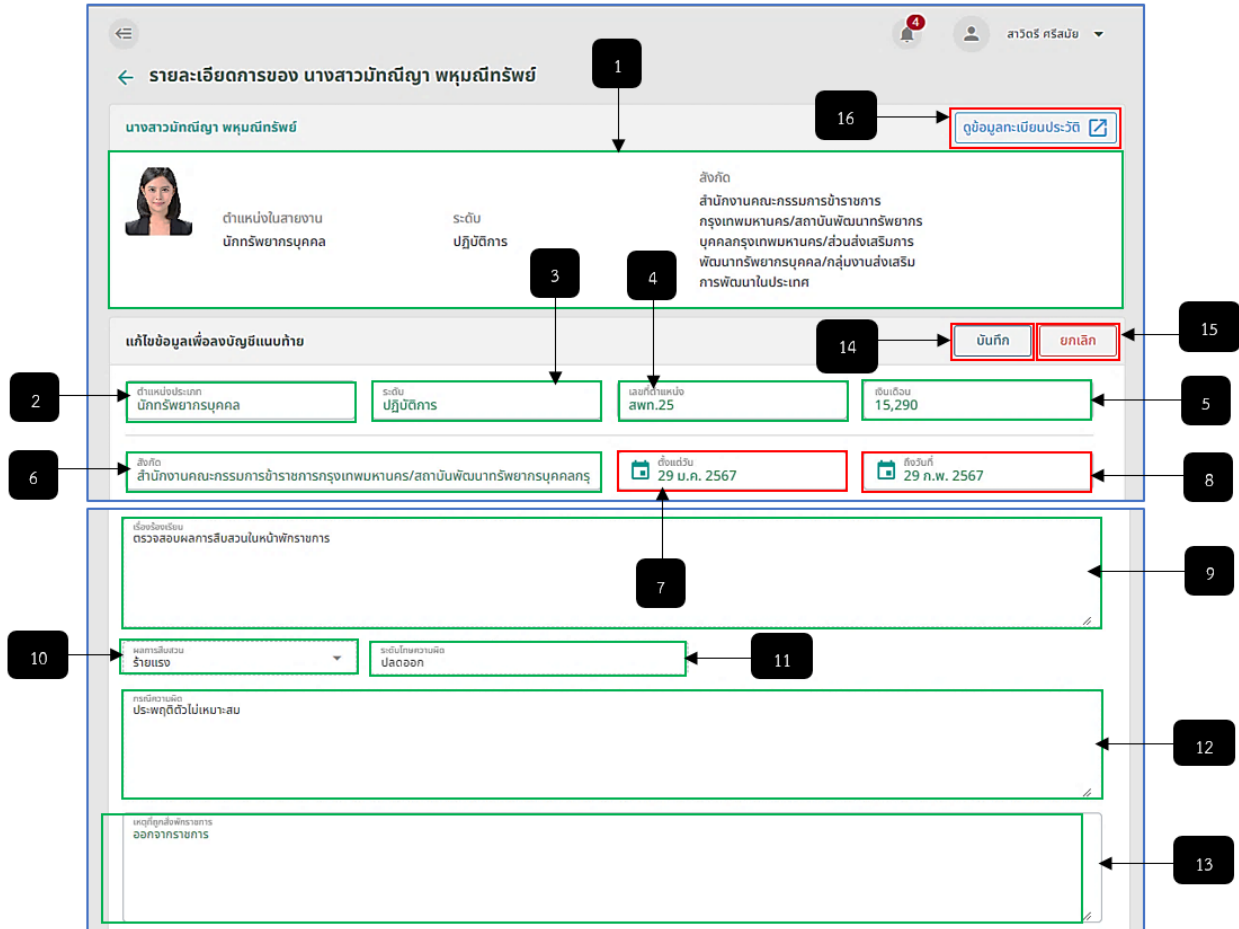 4
สาวิตรี ศรีสมัย
รายละเอียดการของ นางสาวมัทณีญา พหุมณีทรัพย์
1
นางสาวมัทณีญา พหุมณีทรัพย์
16
ดูข้อมูลทะเบียนประวัติ
ตำแหน่งในสายงาน
นักทรัพยากรบุคคล
ระดับ
ปฏิบัติการ
สังกัด
สำนักงานคณะกรรมการข้าราชการ
กรุงเทพมหานคร/สถาบันพัฒนาทรัพยากร
บุคคลกรุงเทพมหานคร/ส่วนส่งเสริมการ
พัฒนาทรัพยากรบุคคล/กลุ่มงานส่งเสริม
การพัฒนาในประเทศ
3
4
แก้ไขข้อมูลเพื่อลงบัญชีแนบท้าย
14
บันทึก
ยกเลิก
15
2
ตำแหน่งประเภท
นักทรัพยากรบุคคล
ระดับ
ปฏิบัติการ
เลขที่ตำแหน่ง
สพท.25
เงินเดือน
15,290
5
6
สังกัด
สำนักงานคณะกรรมการข้าราชการกรุงเทพมหานคร/สถาบันพัฒนาทรัพยากรบุคคลกรุ
ตั้งแต่วัน
29 ม.ค. 2567
ถึงวันที่
29 ก.พ. 2567
8
เรื่องร้องเรียน
ตรวจสอบผลการสืบสวนในหน้าพักราชการ
7
9
10
ผลการสืบสวน
ร้ายแรง
ระดับโทษความผิด
ปลดออก
11
กรณีความผิด
ประพฤติตัวไม่เหมาะสม
12
เหตุที่ถูกสั่งพักราชการ
ออกจากราชการ
13